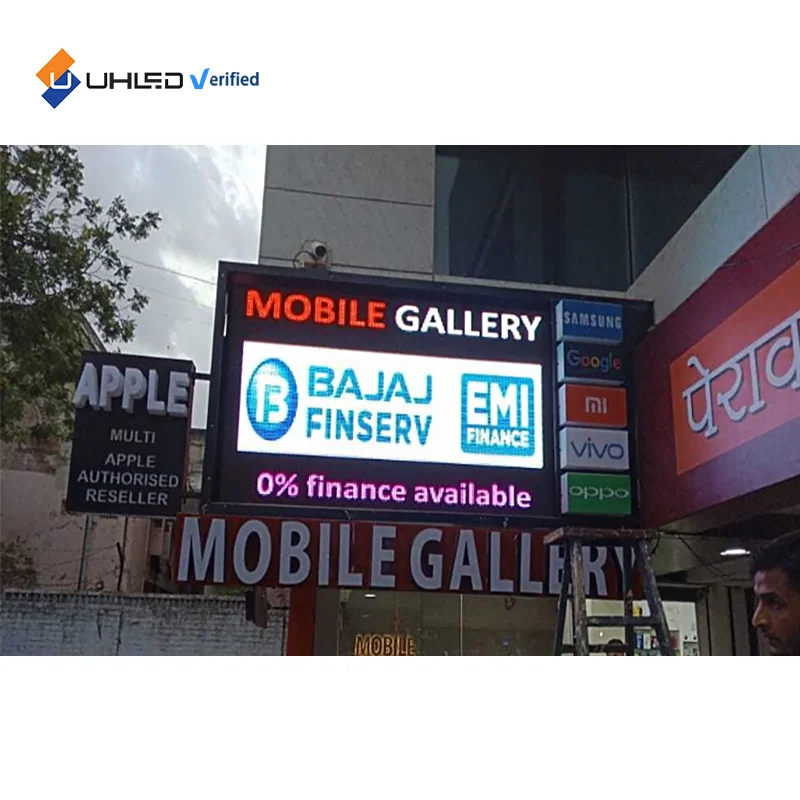 UHLED Verified
MOBILE GALLERY
BAJAJ
FINSERV
EMI
FINANCE
0% finance available
SAMSUNG
Google
mi
vivo
oppo
APPLE
MULTI
APPLE
AUTHORISED
RESELLER
MOBILE GALLERY
MOBILE